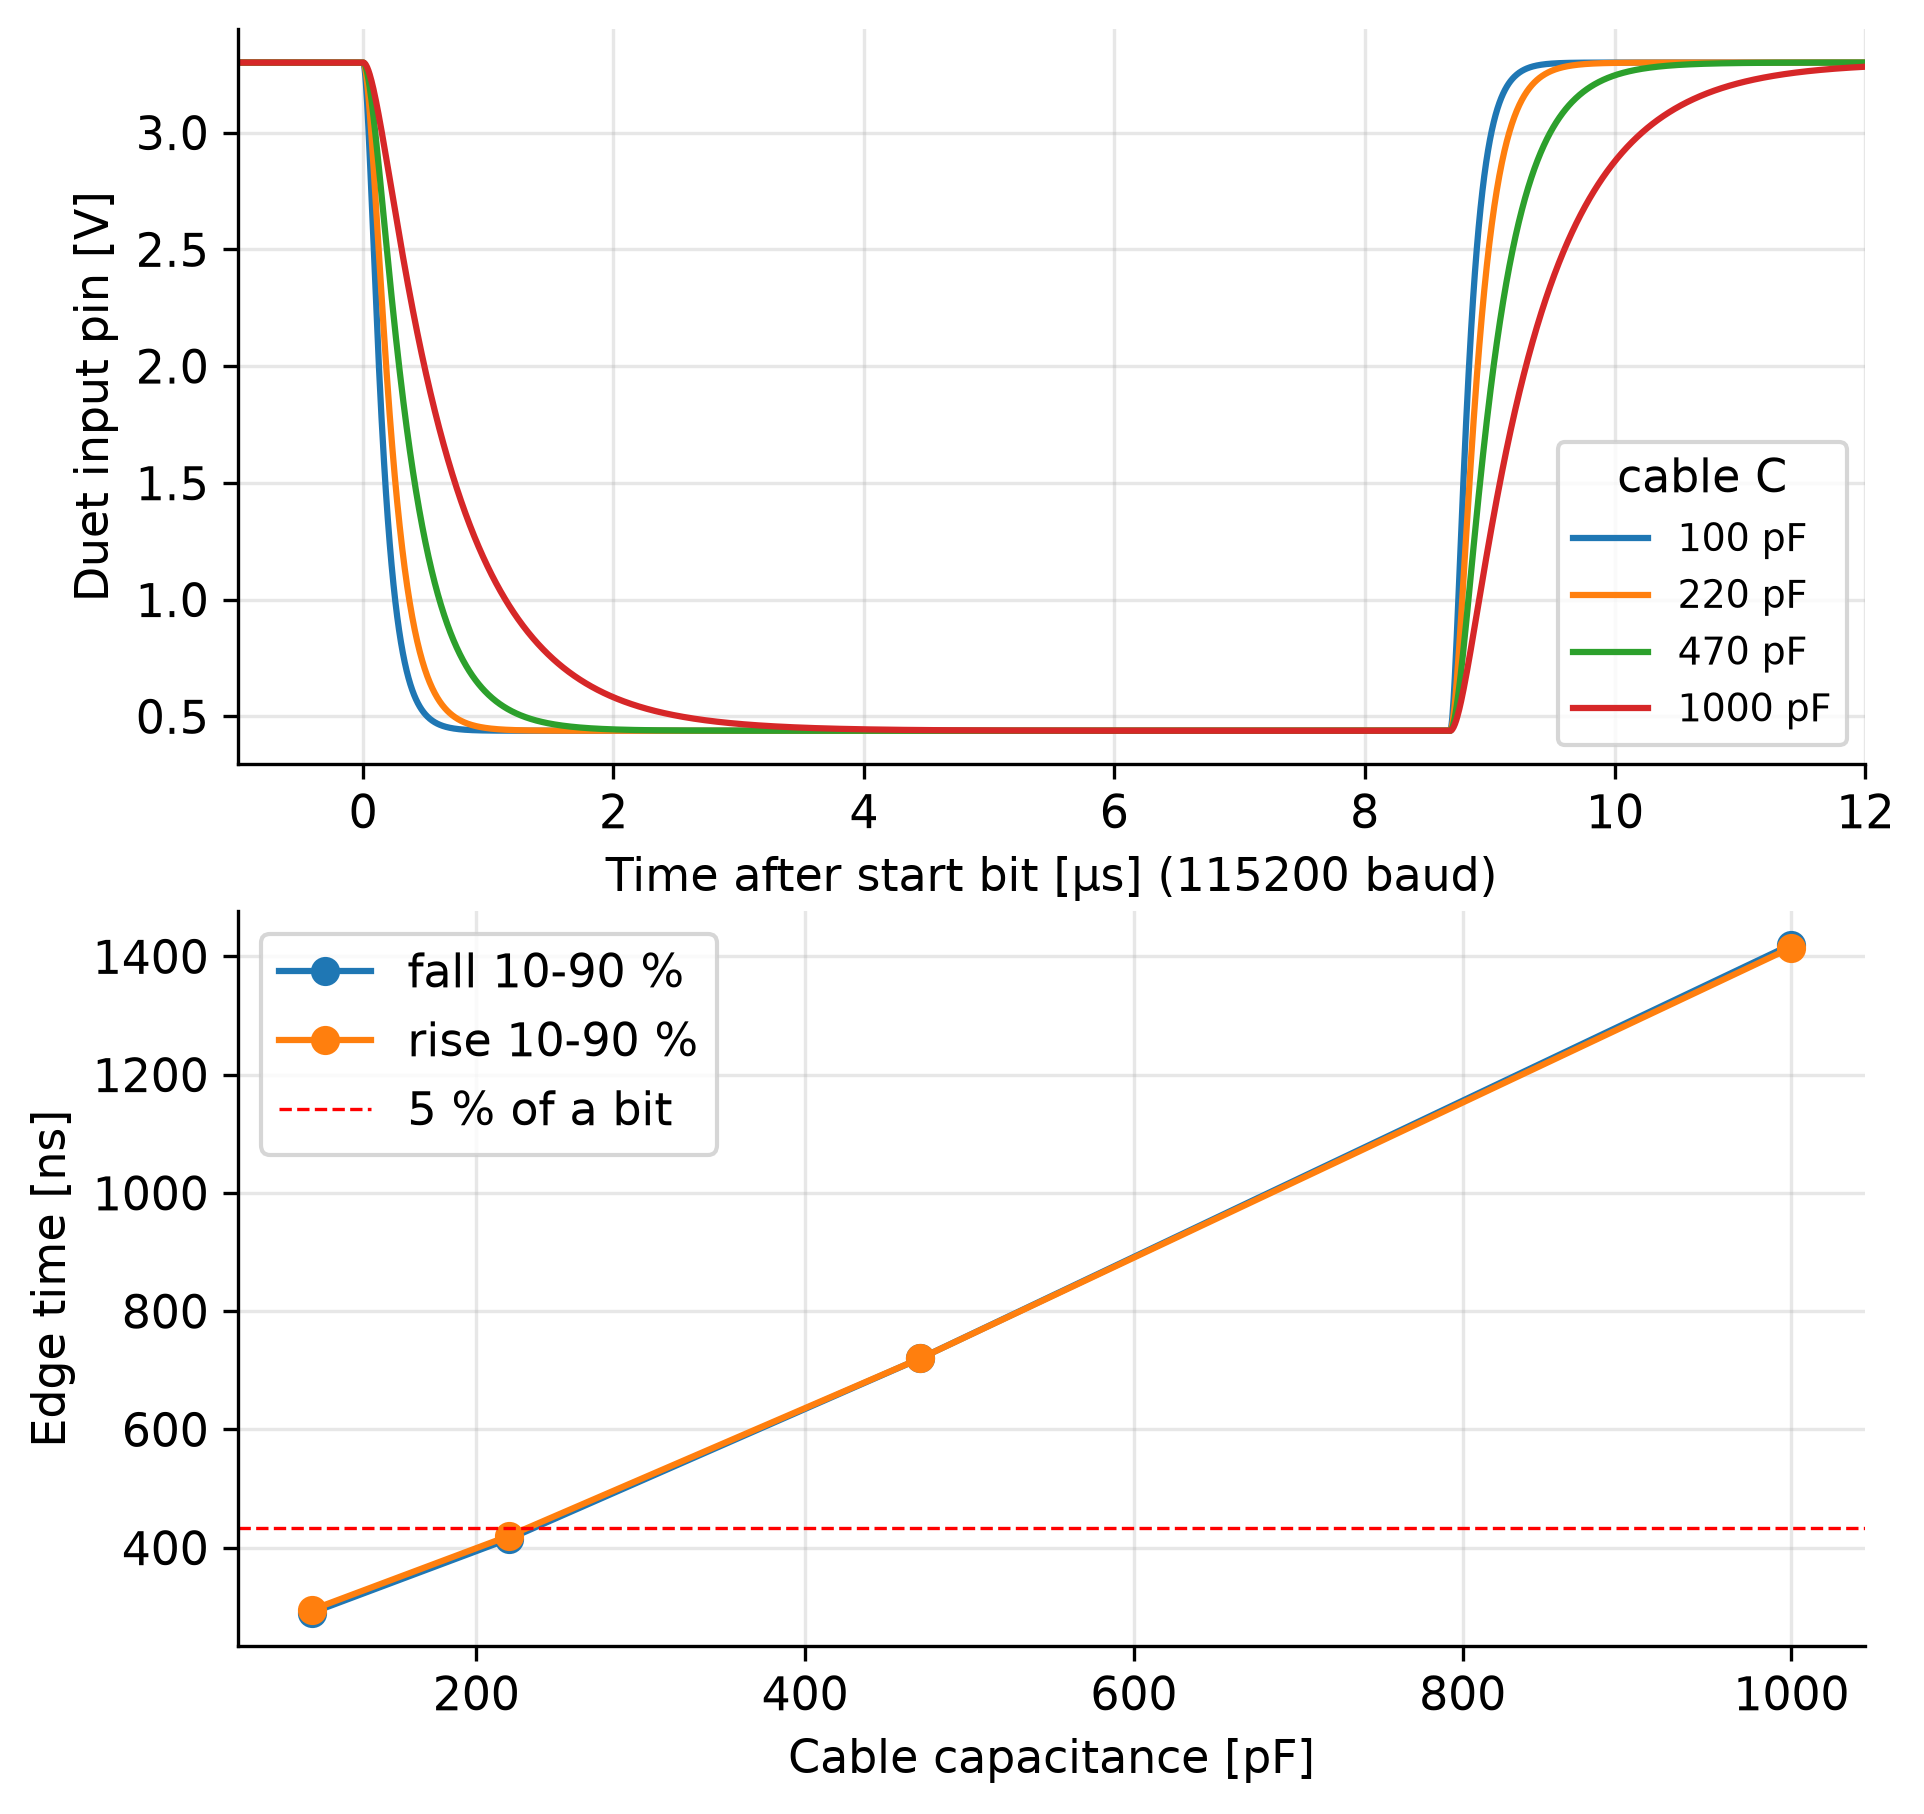 3.0
2.5
2.0
1.5
1.0
0.5
Duet input pin [V]
cable C
100 pF
220 pF
470 pF
1000 pF
0 2 4 6 8 10 12
Time after start bit [µs] (115200 baud)
1400
1200
1000
800
600
400
Edge time [ns]
fall 10-90 %
rise 10-90 %
5 % of a bit
200 400 600 800 1000
Cable capacitance [pF]